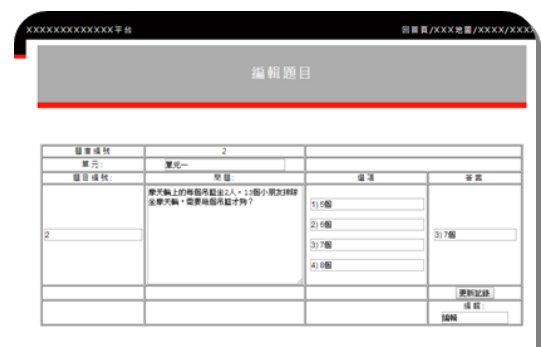 XXXXXXXXXXXXX平台
回首頁/XXX地圖/XXXX/XXXX
編輯題目
題庫編號 2
單元: 單元一
題目編號: 問題: 選項 答案
摩天輪上的每個吊籃坐2人,13個小朋友排隊
坐摩天輪,需要幾個吊籃才夠?
1) 5個
2) 6個
2
3) 7個
3) 7個
4) 8個
更新記錄
編輯:
編輯